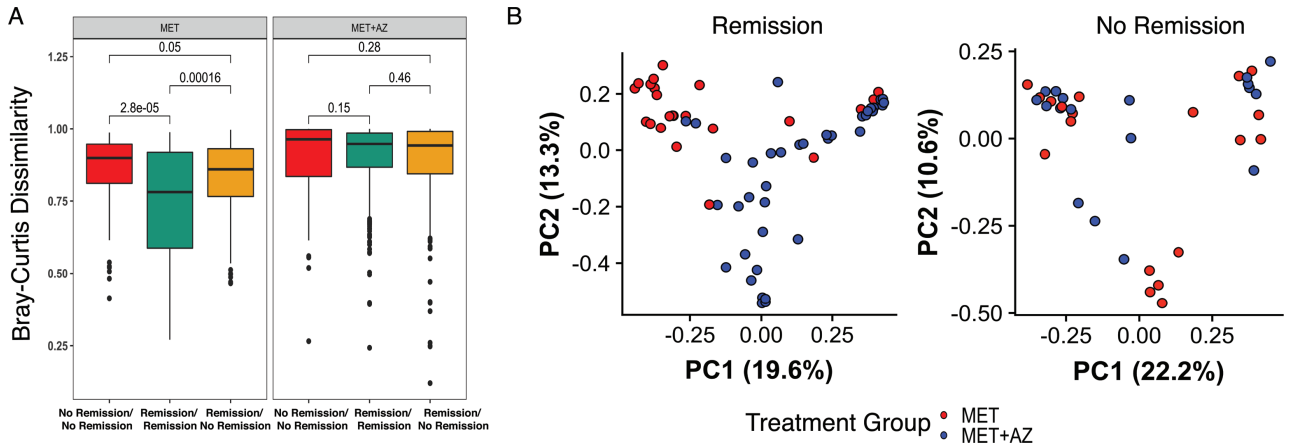 A
MET
MET+AZ
Bray-Curtis Dissimilarity
1.25
1.00
0.75
0.50
0.25
0.05
0.00016
2.8e-05
0.28
0.46
0.15
No Remission/
No Remission
Remission/
Remission
No Remission/
Remission
No Remission/
No Remission
Remission/
Remission
Remission/
No Remission
B
Remission
PC2 (13.3%)
0.2
0.0
-0.2
-0.4
-0.25
0.00
0.25
PC1 (19.6%)
No Remission
PC2 (10.6%)
0.25
0.00
-0.25
-0.50
-0.25
0.00
0.25
PC1 (22.2%)
Treatment Group
MET
MET+AZ